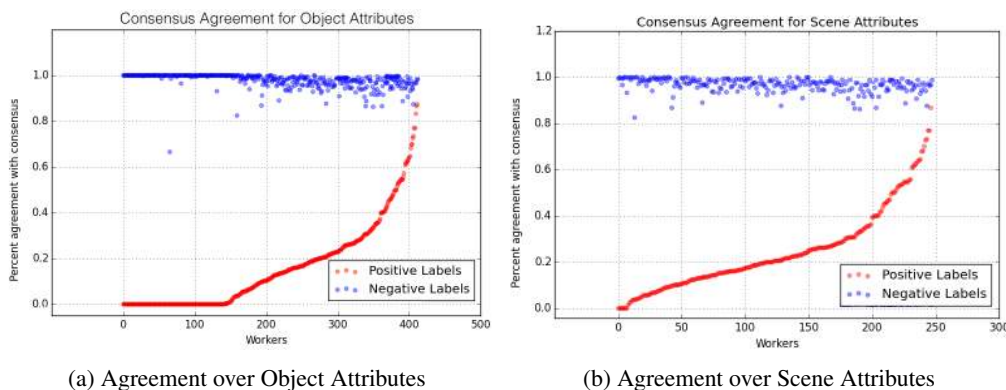 Consensus Agreement for Object Attributes
Percent agreement with consensus
1.0
0.8
0.6
0.4
0.2
0.0
0
100
200
300
400
500
Workers
Positive Labels
Negative Labels
(a) Agreement over Object Attributes
Consensus Agreement for Scene Attributes
Percent agreement with consensus
1.2
1.0
0.8
0.6
0.4
0.2
0.0
0
50
100
150
200
250
300
Workers
Positive Labels
Negative Labels
(b) Agreement over Scene Attributes